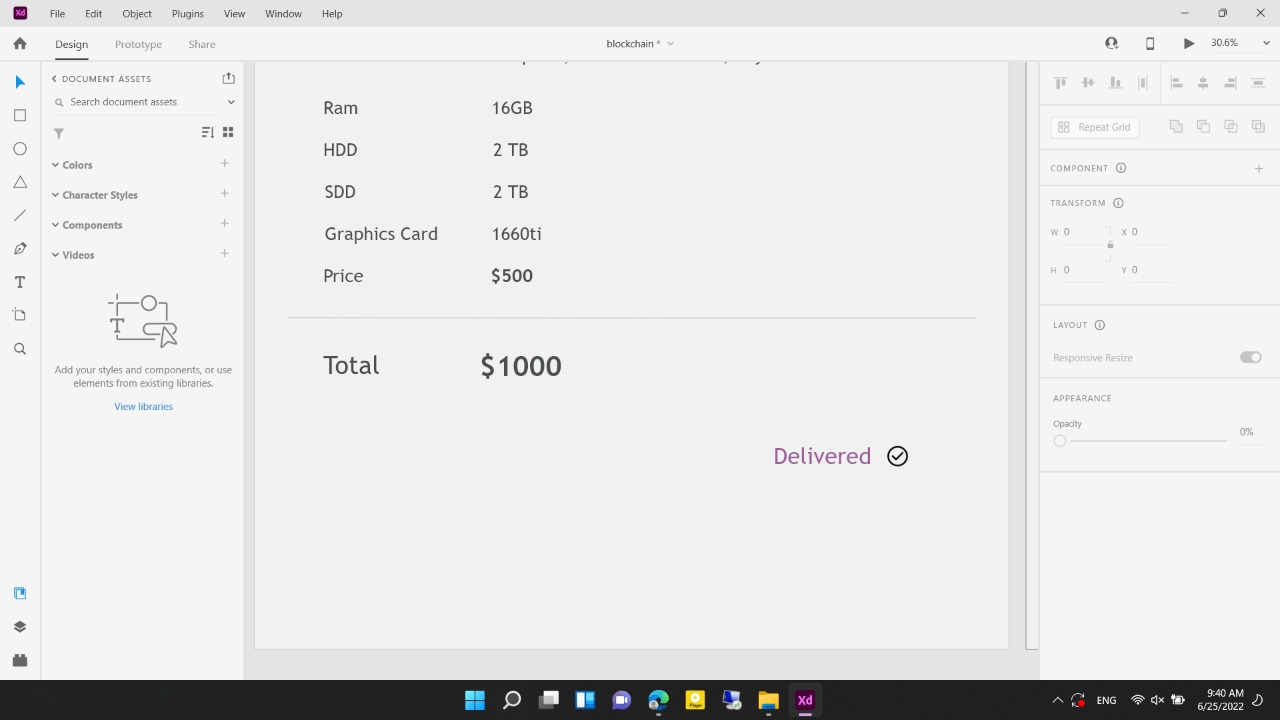 Xd File Edit Object Plugins View Window Help
Design Prototype Share blockchain * 30.6%
DOCUMENT ASSETS
Search document assets
Colors
Character Styles
Components
Videos
T
Add your styles and components, or use
elements from existing libraries.
View libraries
Ram 16GB
HDD 2 TB
SDD 2 TB
Graphics Card 1660ti
Price $500
Total $1000
Delivered
Repeat Grid
COMPONENT
TRANSFORM
W 0 X 0
H 0 Y 0
LAYOUT
Responsive Resize
APPEARANCE
Opacity
0%
Player Xd ENG 9:40 AM
6/25/2022